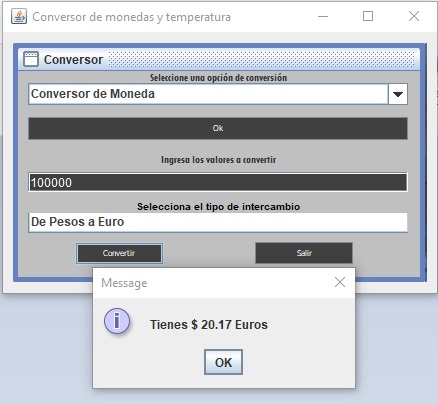 Conversor de monedas y temperatura
Conversor
Seleccione una opción de conversión
Conversor de Moneda
Ok
Ingresa los valores a convertir
100000
Selecciona el tipo de intercambio
De Pesos a Euro
Convertir Salir
Message
Tienes $ 20.17 Euros
OK